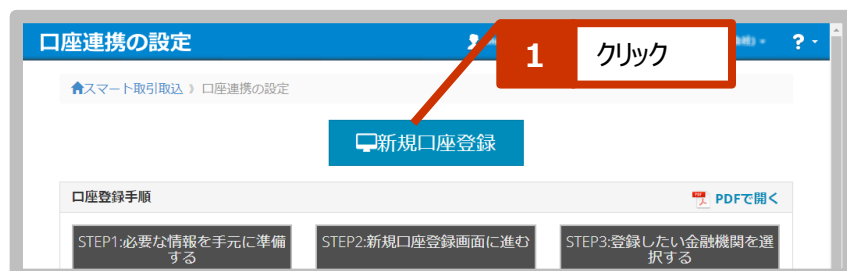 口座連携の設定
? -
1 クリック
スマート取引取込 》 口座連携の設定
新規口座登録
口座登録手順
PDFで開く
STEP1:必要な情報を手元に準備
する
STEP2:新規口座登録画面に進む
STEP3:登録したい金融機関を選
択する